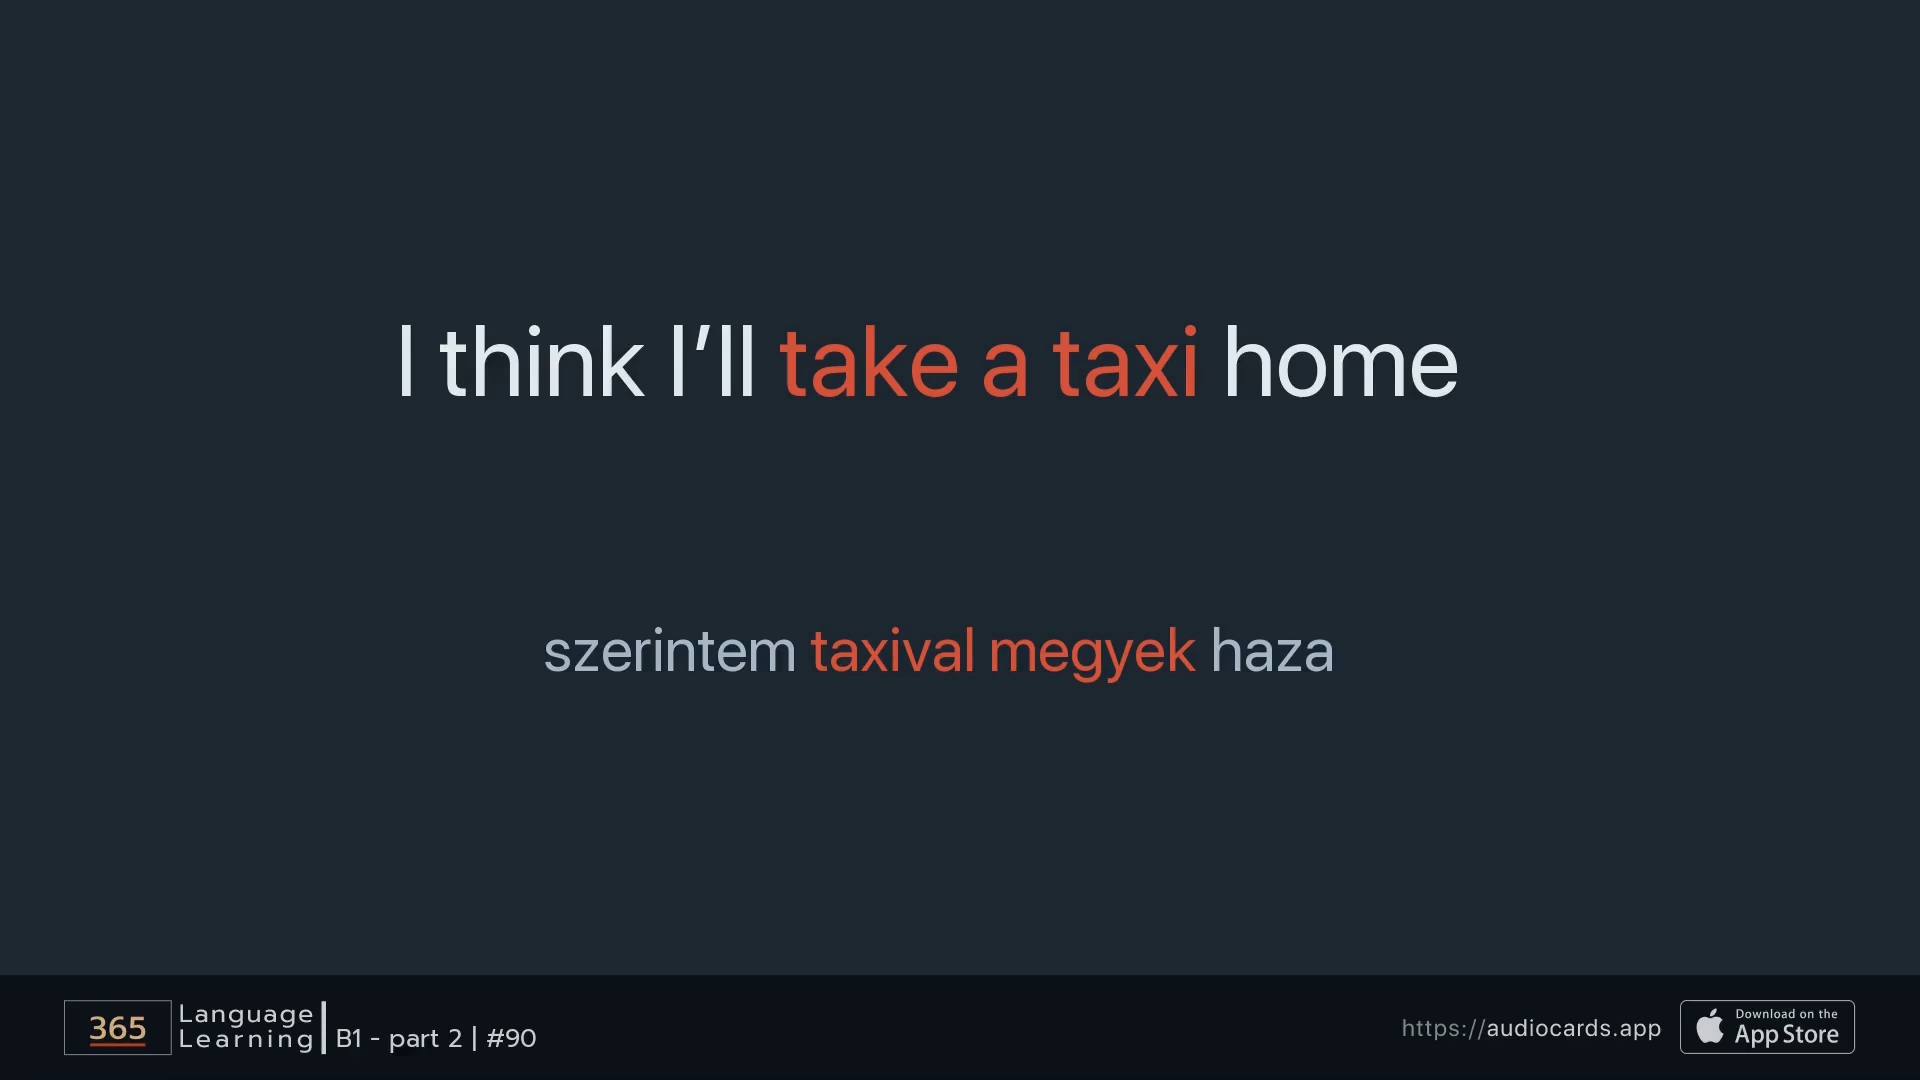 I think I’ll take a taxi home
szerintem taxival megyek haza
365
Language
Learning
B1 - part 2 | #90
https://audiocards.app
Download on the
App Store